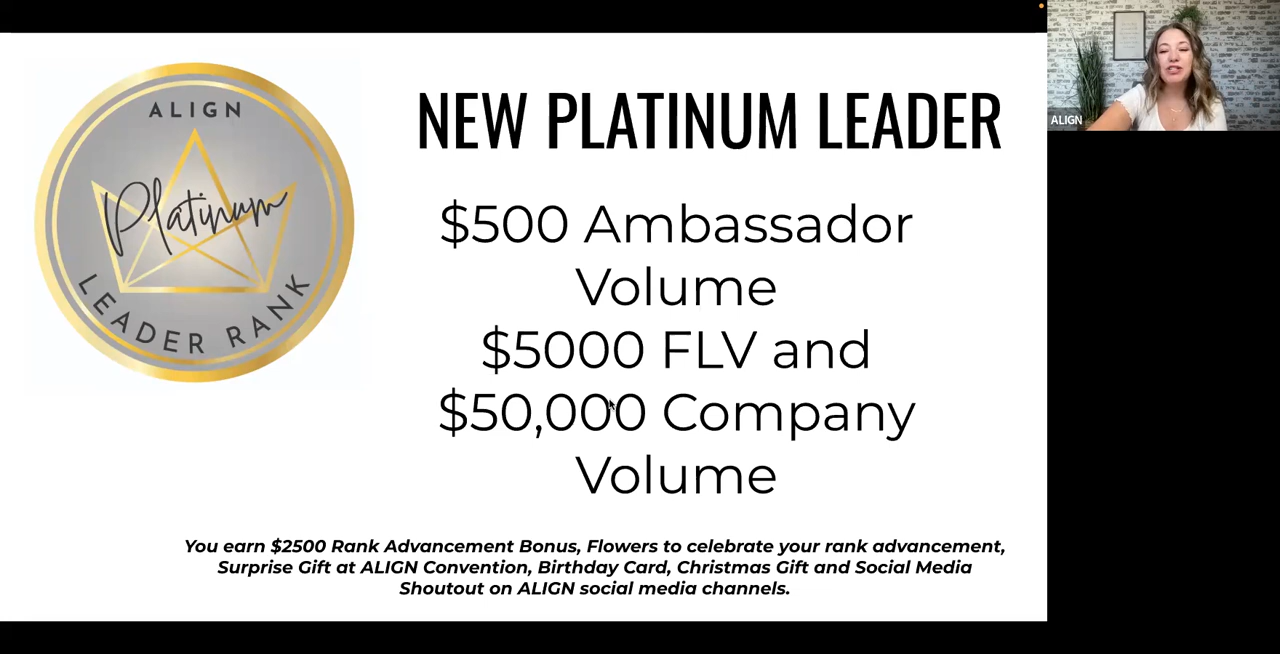 ALIGN
Platinum
LEADER RANK
NEW PLATINUM LEADER
$500 Ambassador
Volume
$5000 FLV and
$50,000 Company
Volume
You earn $2500 Rank Advancement Bonus, Flowers to celebrate your rank advancement,
Surprise Gift at ALIGN Convention, Birthday Card, Christmas Gift and Social Media
Shoutout on ALIGN social media channels.
ALIGN